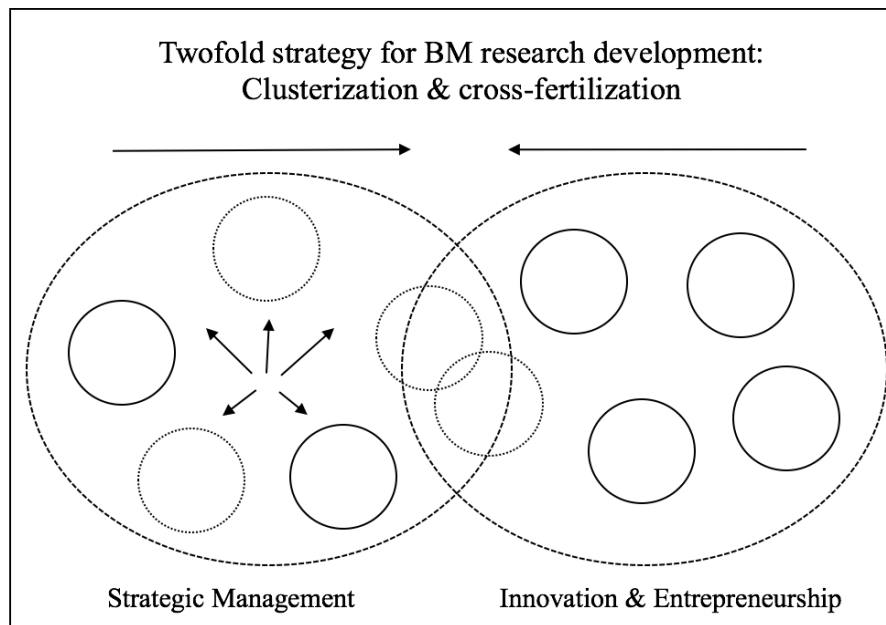 Twofold strategy for BM research development:
Clusterization & cross-fertilization
Strategic Management
Innovation & Entrepreneurship